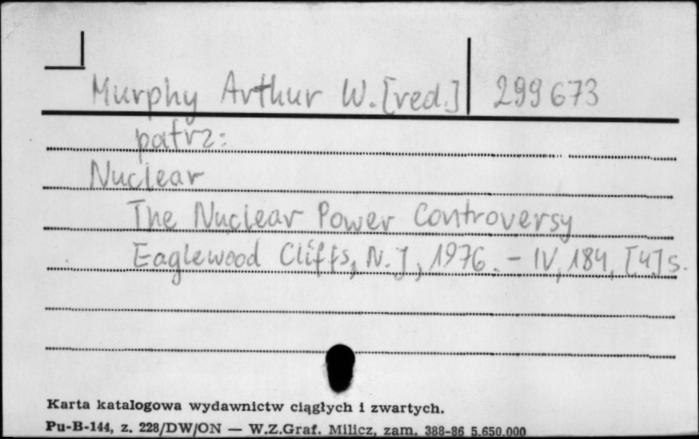 Murphy Arthur W. [red.] 299673
patrz:
Nuclear
The Nuclear Power Controversy
Eaglewood Cliffs, N.J, 1976. - IV, 184, [4] s.
Karta katalogowa wydawnictw ciągłych i zwartych.
Pu-B-144, z. 228/DW/ON — W.Z.Graf. Milicz, zam. 388-86 5.650.000